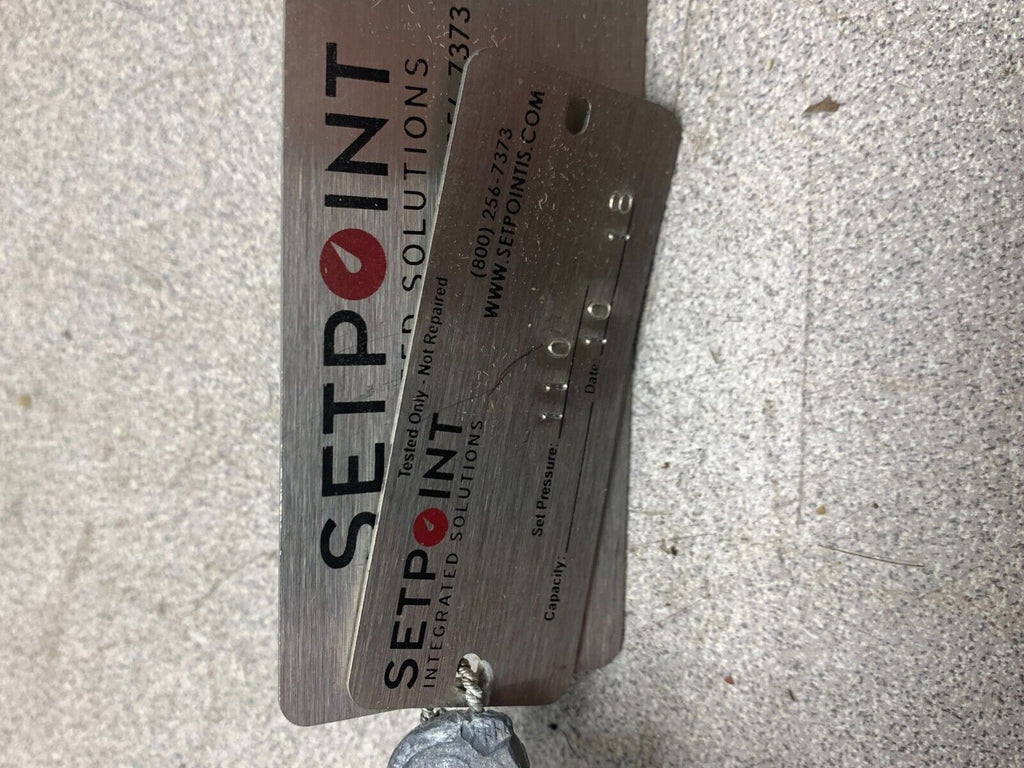 SETPOINT
SOLUTIONS
7373
Tested Only - Not Repaired
SETPOINT
INTEGRATED SOLUTIONS
(800) 256-7373
WWW.SETPOINTIS.COM
Set Pressure: 110
Capacity: Date 10 18